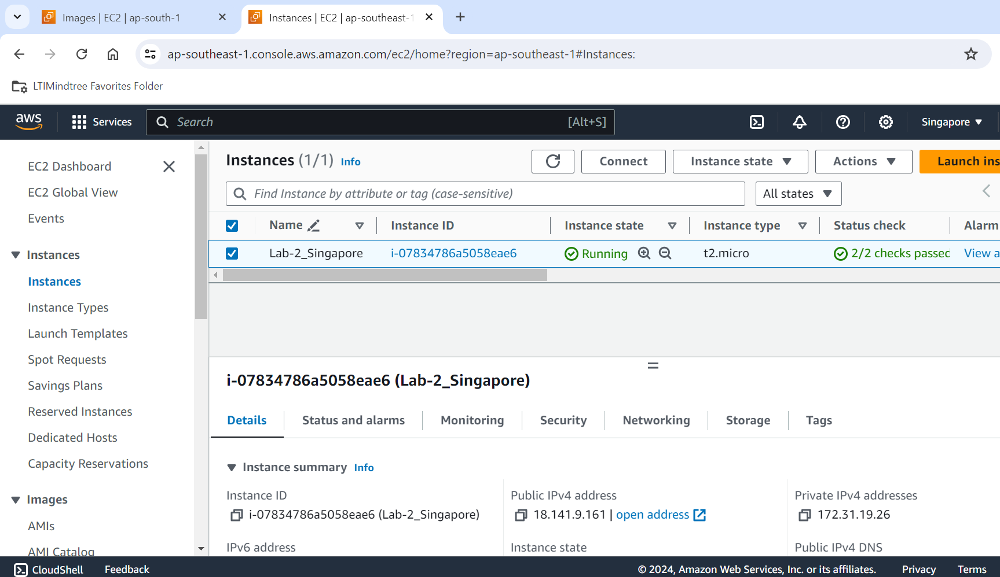 Images | EC2 | ap-south-1
Instances | EC2 | ap-southeast-1
ap-southeast-1.console.aws.amazon.com/ec2/home?region=ap-southeast-1#Instances:
LTIMindtree Favorites Folder
aws
Services
Search
[Alt+S]
Singapore
EC2 Dashboard
EC2 Global View
Events
Instances
Instances
Instance Types
Launch Templates
Spot Requests
Savings Plans
Reserved Instances
Dedicated Hosts
Capacity Reservations
Images
AMIs
AMI Catalog
Instances (1/1) Info
Connect
Instance state
Actions
Launch ins
Find Instance by attribute or tag (case-sensitive)
All states
Name
Instance ID
Instance state
Instance type
Status check
Alarm
Lab-2_Singapore
i-07834786a5058eae6
Running
t2.micro
2/2 checks passed
View a
i-07834786a5058eae6 (Lab-2_Singapore)
Details
Status and alarms
Monitoring
Security
Networking
Storage
Tags
Instance summary Info
Instance ID
i-07834786a5058eae6 (Lab-2_Singapore)
Public IPv4 address
18.141.9.161 | open address
Private IPv4 addresses
172.31.19.26
IPv6 address
Instance state
Public IPv4 DNS
CloudShell
Feedback
© 2024, Amazon Web Services, Inc. or its affiliates.
Privacy
Terms